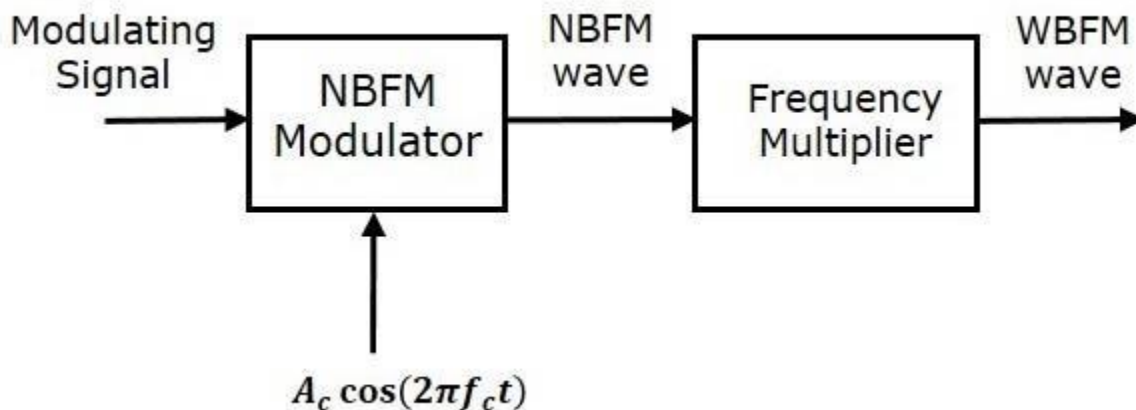 Modulating
Signal
NBFM
Modulator
NBFM
wave
Frequency
Multiplier
WBFM
wave
A_c cos(2πf_c t)